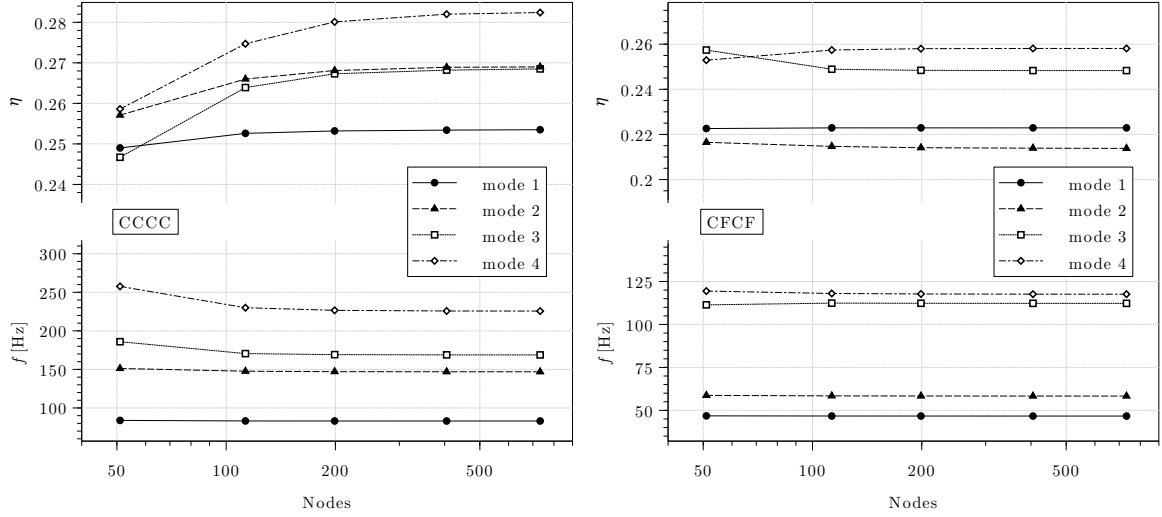 0.28
0.27
0.26
0.25
0.24
η
CCCC
mode 1
mode 2
mode 3
mode 4
300
250
200
150
100
f [Hz]
50 100 200 500
Nodes
0.26
0.24
0.22
0.2
η
CFCF
mode 1
mode 2
mode 3
mode 4
125
100
75
50
f [Hz]
50 100 200 500
Nodes